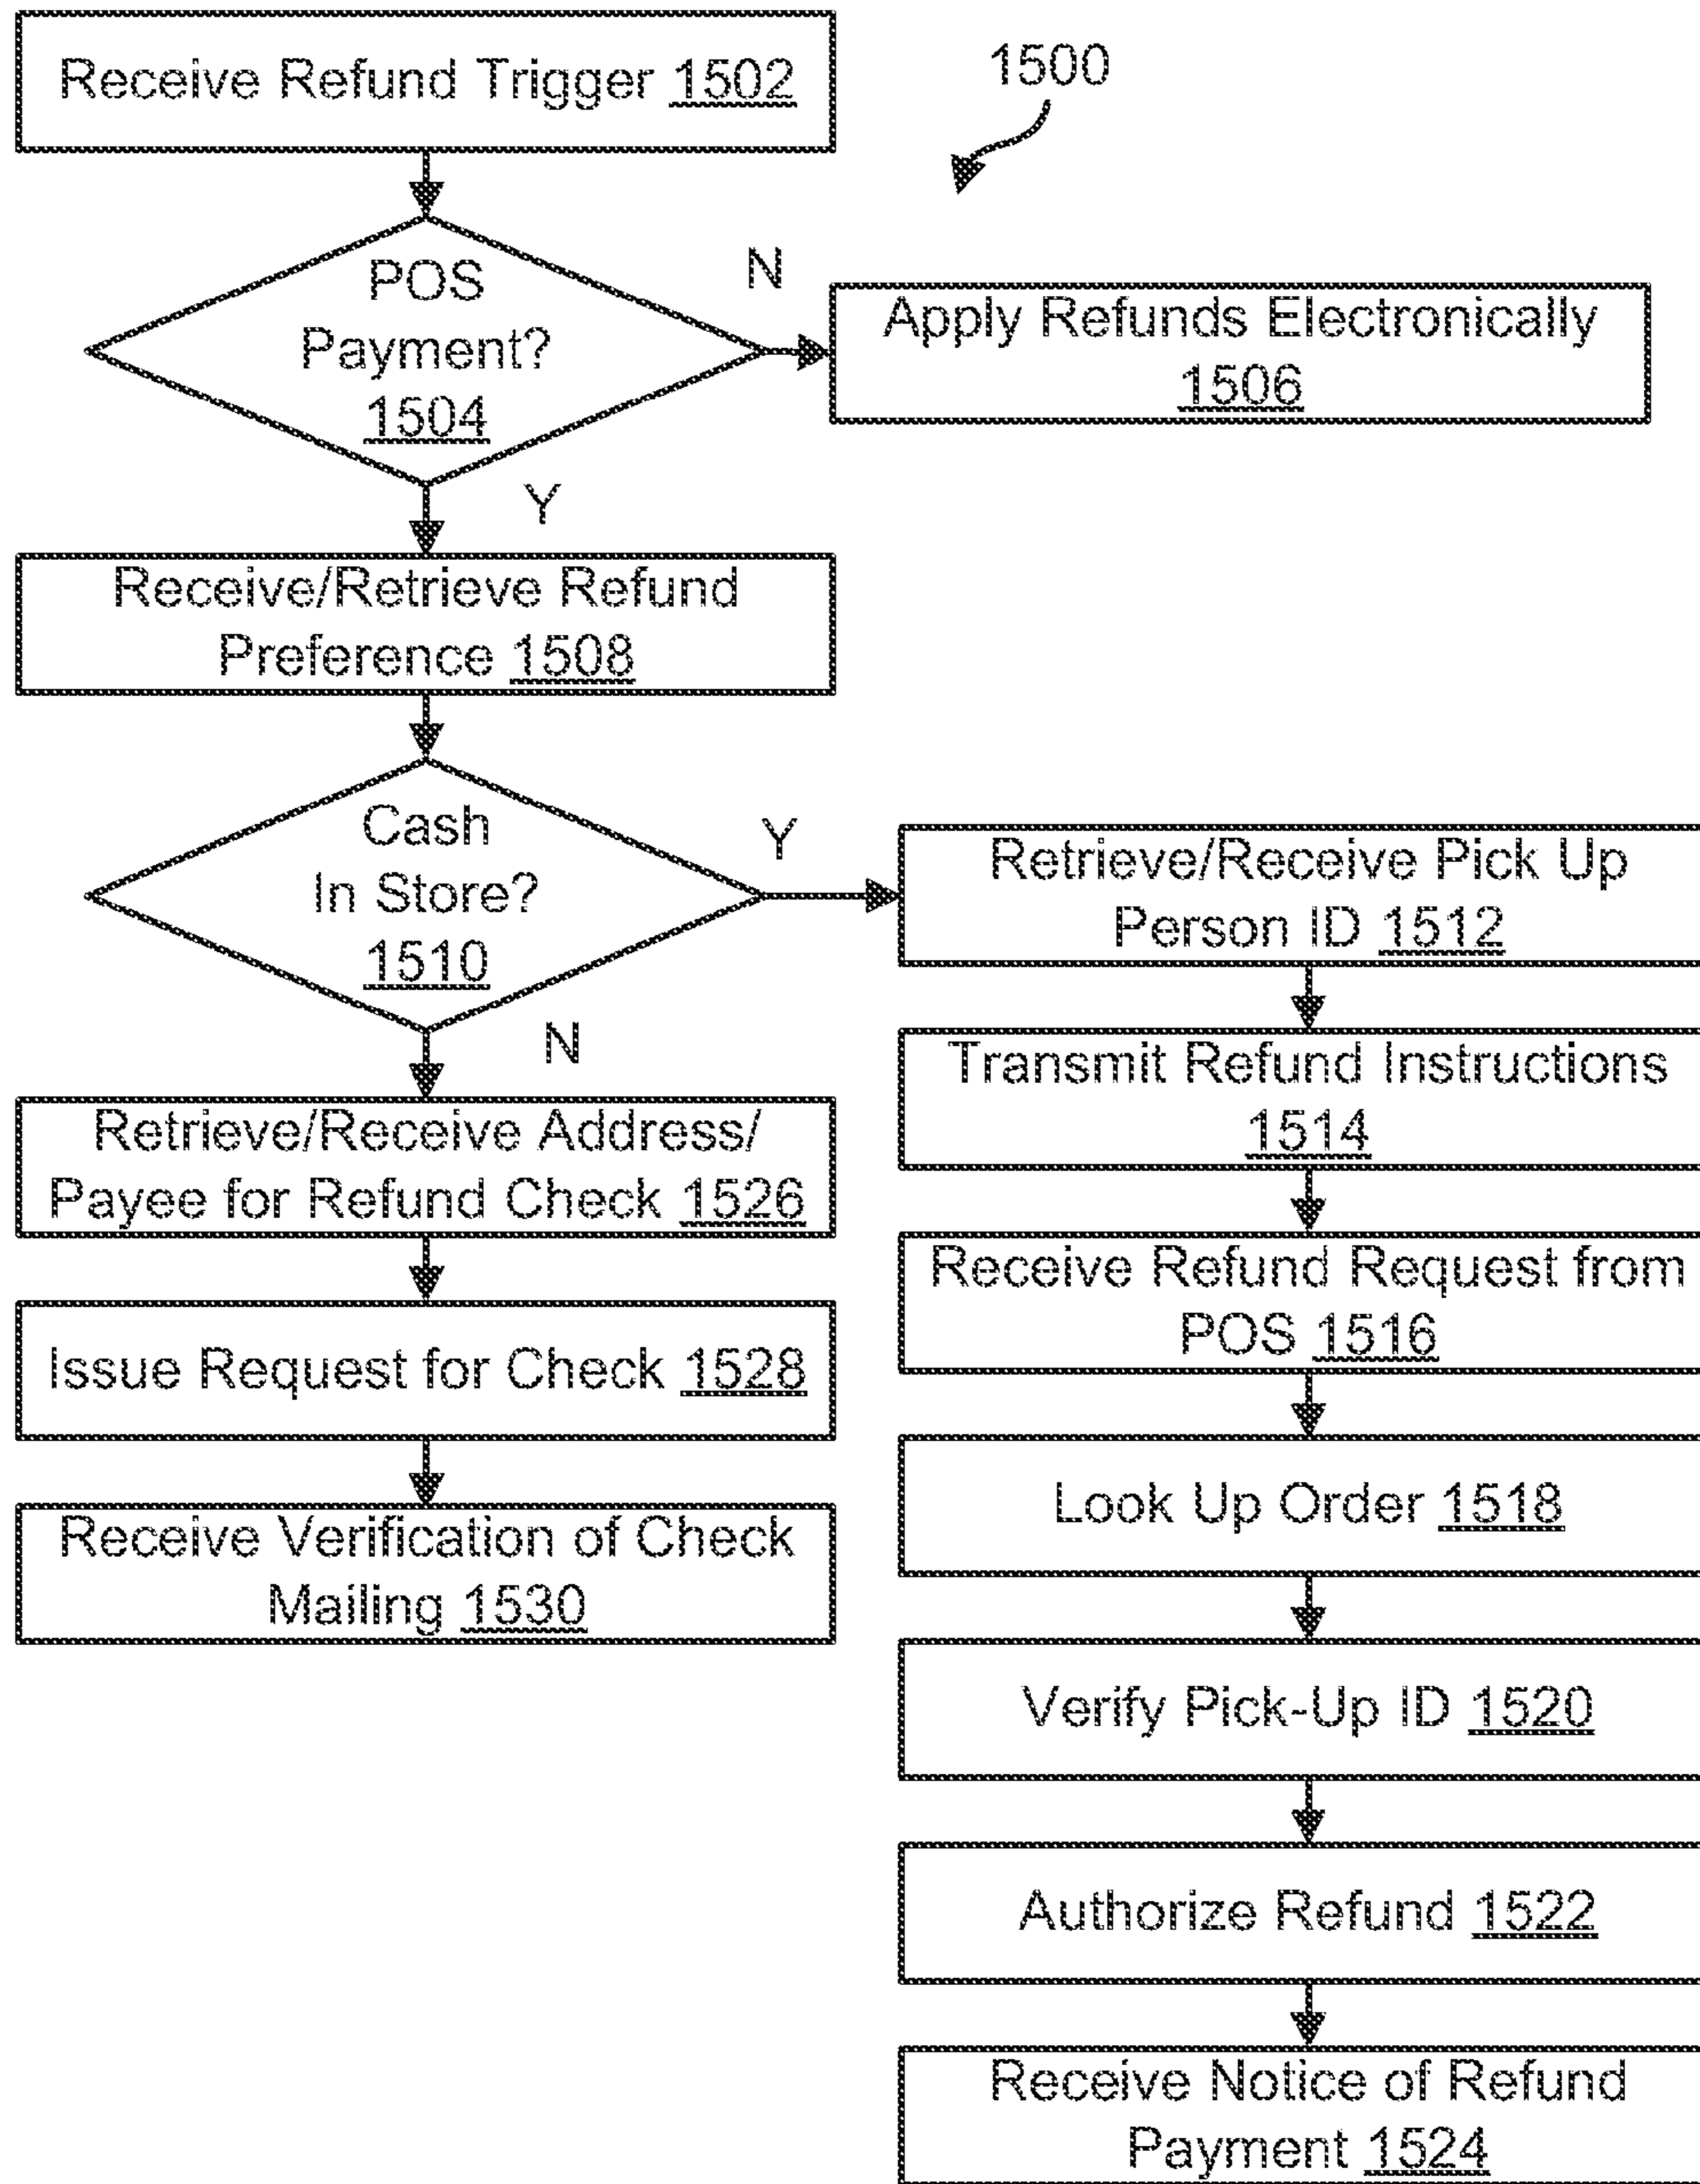 Receive Refund Trigger 1502
1500
POS
Payment?
1504
N
Apply Refunds Electronically
1506
Y
Receive/Retrieve Refund
Preference 1508
Cash
In Store?
1510
Y
Retrieve/Receive Pick Up
Person ID 1512
Transmit Refund Instructions
1514
Receive Refund Request from
POS 1516
Look Up Order 1518
Verify Pick-Up ID 1520
Authorize Refund 1522
Receive Notice of Refund
Payment 1524
N
Retrieve/Receive Address/
Payee for Refund Check 1526
Issue Request for Check 1528
Receive Verification of Check
Mailing 1530